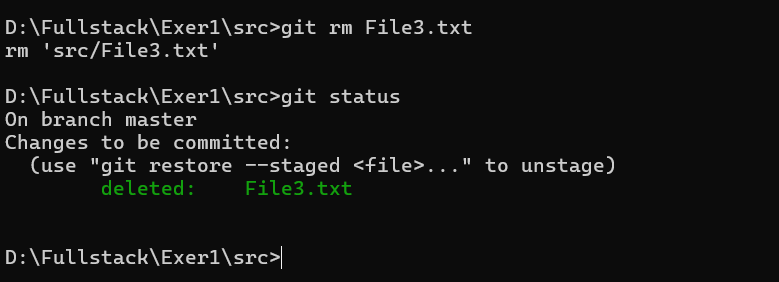 D:\Fullstack\Exer1\src>git rm File3.txt
rm 'src/File3.txt'
D:\Fullstack\Exer1\src>git status
On branch master
Changes to be committed:
  (use "git restore --staged <file>..." to unstage)
        deleted:    File3.txt
D:\Fullstack\Exer1\src>